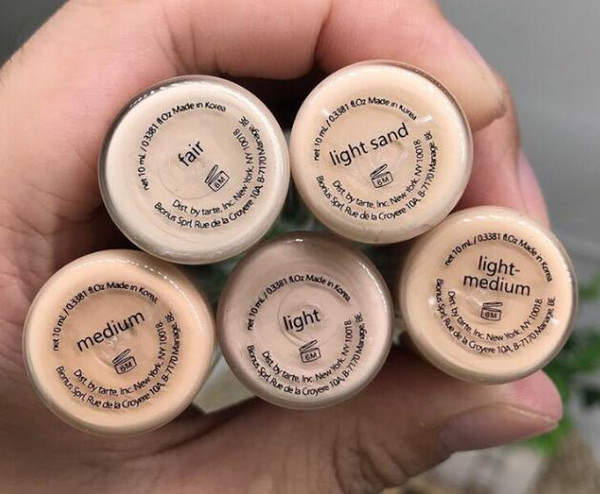 fair
6M
net 10 mL / 0.3381 fl.Oz Made in Korea
Dist. by tarte, Inc. New York, NY 10018
Bionus Sprl, Rue de la Croyere 10A, B-7170 Manage, BE
light sand
6M
net 10 mL / 0.3381 fl.Oz Made in Korea
Dist. by tarte, Inc. New York, NY 10018
Bionus Sprl, Rue de la Croyere 10A, B-7170 Manage, BE
medium
6M
net 10 mL / 0.3381 fl.Oz Made in Korea
Dist. by tarte, Inc. New York, NY 10018
Bionus Sprl, Rue de la Croyere 10A, B-7170 Manage, BE
light
6M
net 10 mL / 0.3381 fl.Oz Made in Korea
Dist. by tarte, Inc. New York, NY 10018
Bionus Sprl, Rue de la Croyere 10A, B-7170 Manage, BE
light-
medium
6M
net 10 mL / 0.3381 fl.Oz Made in Korea
Dist. by tarte, Inc. New York, NY 10018
Bionus Sprl, Rue de la Croyere 10A, B-7170 Manage, BE